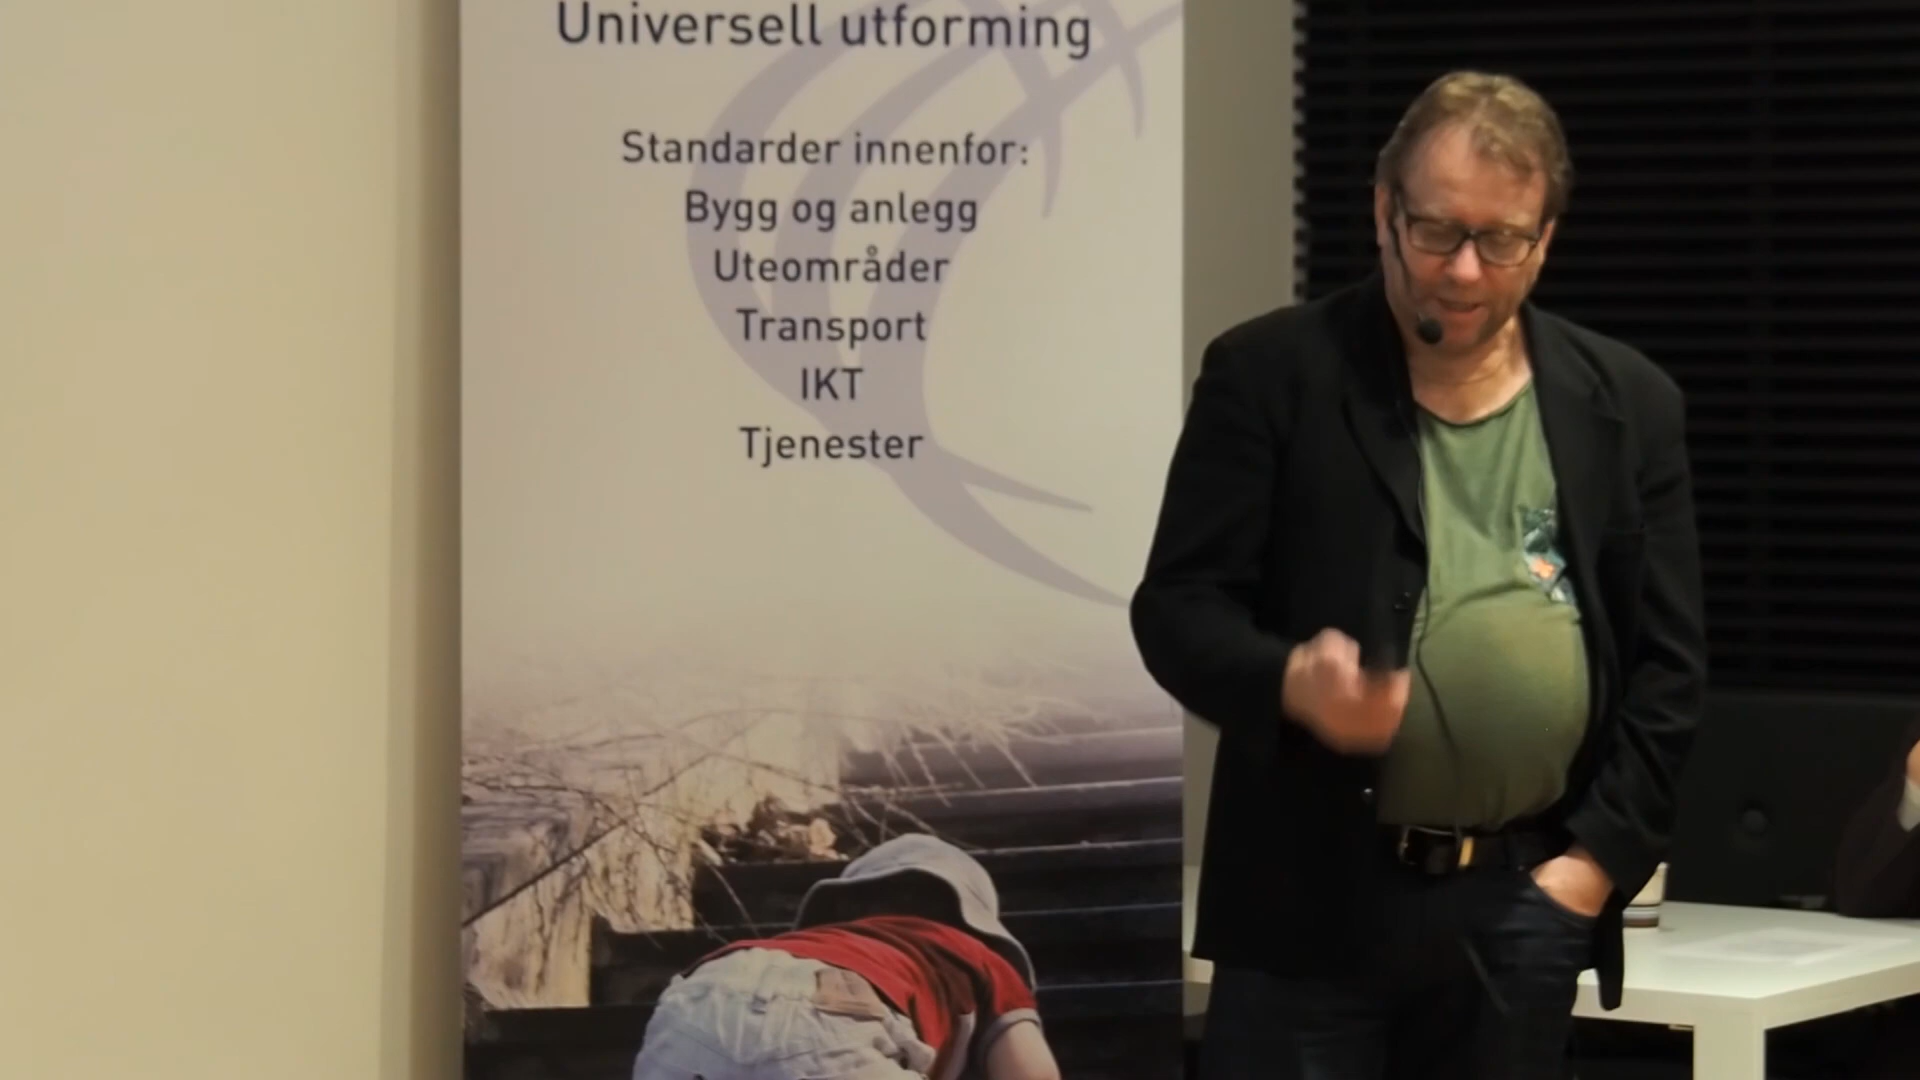 Universell utforming
Standarder innenfor:
Bygg og anlegg
Uteområder
Transport
IKT
Tjenester